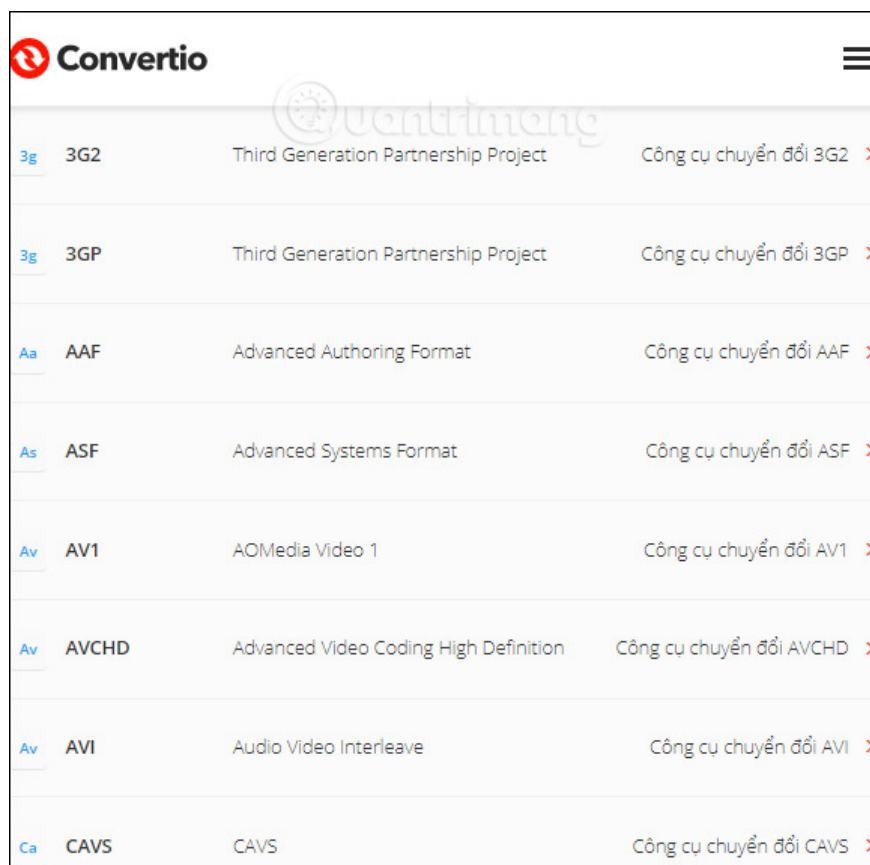 Convertio
Quantrimang
3g 3G2 Third Generation Partnership Project Công cụ chuyển đổi 3G2
3g 3GP Third Generation Partnership Project Công cụ chuyển đổi 3GP
Aa AAF Advanced Authoring Format Công cụ chuyển đổi AAF
As ASF Advanced Systems Format Công cụ chuyển đổi ASF
Av AV1 AOMedia Video 1 Công cụ chuyển đổi AV1
Av AVCHD Advanced Video Coding High Definition Công cụ chuyển đổi AVCHD
Av AVI Audio Video Interleave Công cụ chuyển đổi AVI
Ca CAVS CAVS Công cụ chuyển đổi CAVS